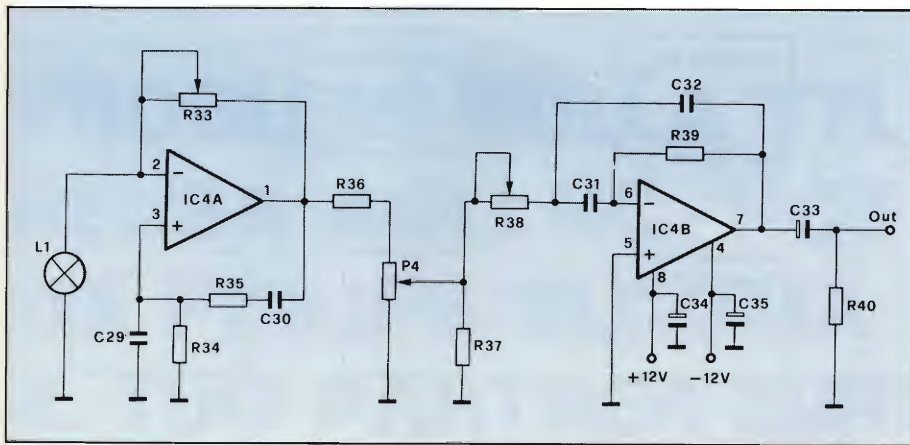 C32
R33
R39
2
IC4A
1
R36
C31
6
3
R38
IC4B
7
C33
Out
L1
R35
P4
5
4
C30
8
C34
C35
R40
C29
R34
R37
+12V
-12V